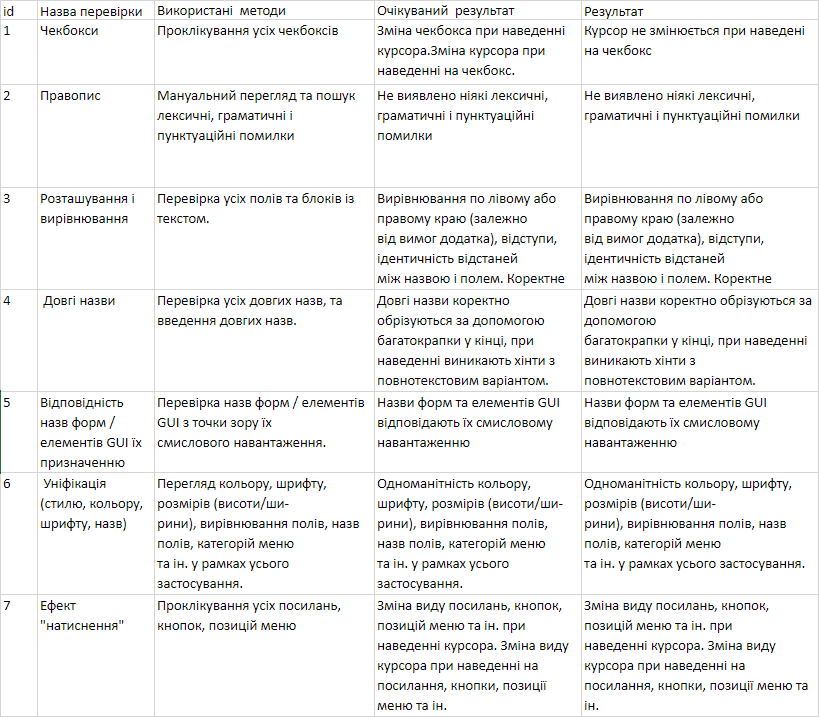 id
Назва перевірки
Використані  методи
Очікуваний  результат
Результат
1
Чекбокси
Проклікування усіх чекбоксів
Зміна чекбокса при наведенні
курсора.Зміна курсора при
наведенні на чекбокс.
Курсор не змінюється при наведені
на чекбокс
2
Правопис
Мануальний перегляд та пошук
лексичні, граматичні і
пунктуаційні помилки
Не виявлено ніякі лексичні,
граматичні і пунктуаційні
помилки
Не виявлено ніякі лексичні,
граматичні і пунктуаційні помилки
3
Розташування і
вирівнювання
Перевірка усіх полів та блоків із
текстом.
Вирівнювання по лівому або
правому краю (залежно
від вимог додатка), відступи,
ідентичність відстаней
між назвою і полем. Коректне
Вирівнювання по лівому або
правому краю (залежно
від вимог додатка), відступи,
ідентичність відстаней
між назвою і полем. Коректне
4
Довгі назви
Перевірка усіх довгих назв, та
введення довгих назв.
Довгі назви коректно
обрізуються за допомогою
багатокрапки у кінці, при
наведенні виникають хінти з
повнотекстовим варіантом.
Довгі назви коректно обрізуються за
допомогою
багатокрапки у кінці, при наведенні
виникають хінти з
повнотекстовим варіантом.
5
Відповідність
назв форм /
елементів GUI їх
призначенню
Перевірка назв форм / елементів
GUI з точки зору їх
смислового навантаження.
Назви форм та елементів GUI
відповідають їх смисловому
навантаженню
Назви форм та елементів GUI
відповідають їх смисловому
навантаженню
6
Уніфікація
(стилю, кольору,
шрифту, назв)
Перегляд кольору, шрифту,
розмірів (висоти/ши-
рини), вирівнювання полів, назв
полів, категорій меню
та ін. у рамках усього
застосування.
Одноманітність кольору,
шрифту, розмірів (висоти/ши-
рини), вирівнювання полів,
назв полів, категорій меню
та ін. у рамках усього
застосування.
Одноманітність кольору, шрифту,
розмірів (висоти/ши-
рини), вирівнювання полів, назв
полів, категорій меню
та ін. у рамках усього застосування.
7
Ефект
"натиснення"
Проклікування усіх посилань,
кнопок, позицій меню
Зміна виду посилань, кнопок,
позицій меню та ін. при
наведенні курсора. Зміна виду
курсора при наведенні на
посилання, кнопки, позиції
меню та ін.
Зміна виду посилань, кнопок,
позицій меню та ін. при
наведенні курсора. Зміна виду
курсора при наведенні на
посилання, кнопки, позиції меню та
ін.